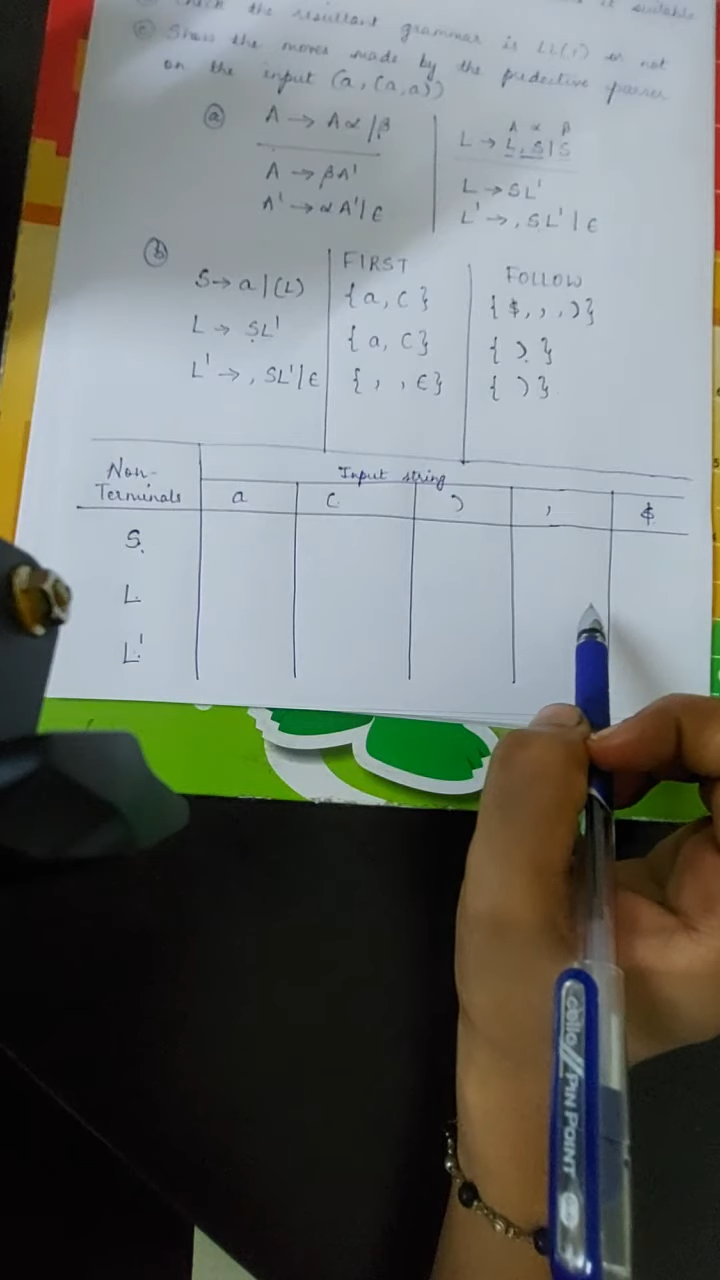 Check the resultant grammar is LL(1) or not
(c) Show the moves made by the predictive parser
on the input (a, (a,a))
(a) A → Aα | β
A → βA'
A' → αA' | ϵ
A α β
L → L, S | S
L → SL'
L' → , SL' | ϵ
(b) FIRST FOLLOW
S → a | (L) { a, ( } { $, , , ) }
L → SL' { a, ( } { ) }
L' → , SL' | ϵ { , , ϵ } { ) }
Non- Input string
Terminals a ( ) , $
S
L
L'
cello PIN POINT